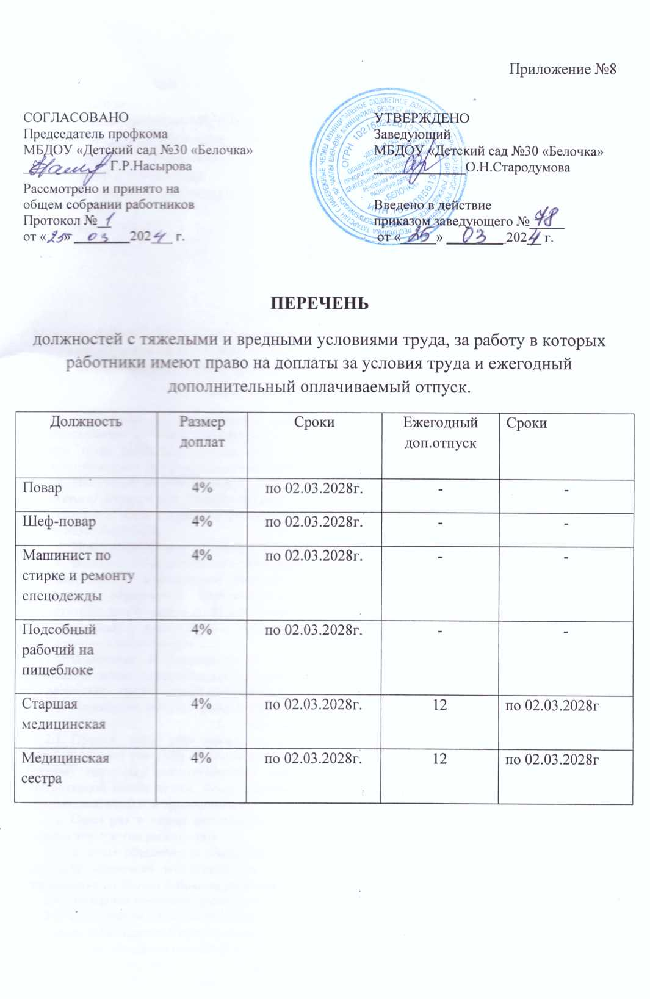 Приложение №8
СОГЛАСОВАНО
Председатель профкома
МБДОУ «Детский сад №30 «Белочка»
Г.Р.Насырова
Рассмотрено и принято на
общем собрании работников
Протокол № 1
от «25» 03 2024 г.
УТВЕРЖДЕНО
Заведующий
МБДОУ «Детский сад №30 «Белочка»
О.Н.Стародумова
Введено в действие
приказом заведующего № 78
от «25» 03 2024 г.
ПЕРЕЧЕНЬ
должностей с тяжелыми и вредными условиями труда, за работу в которых
работники имеют право на доплаты за условия труда и ежегодный
дополнительный оплачиваемый отпуск.
Должность Размер доплат Сроки Ежегодный доп.отпуск Сроки
Повар 4% по 02.03.2028г. - -
Шеф-повар 4% по 02.03.2028г. - -
Машинист по 4% по 02.03.2028г. - -
стирке и ремонту
спецодежды
Подсобный 4% по 02.03.2028г. - -
рабочий на
пищеблоке
Старшая 4% по 02.03.2028г. 12 по 02.03.2028г
медицинская
Медицинская 4% по 02.03.2028г. 12 по 02.03.2028г
сестра